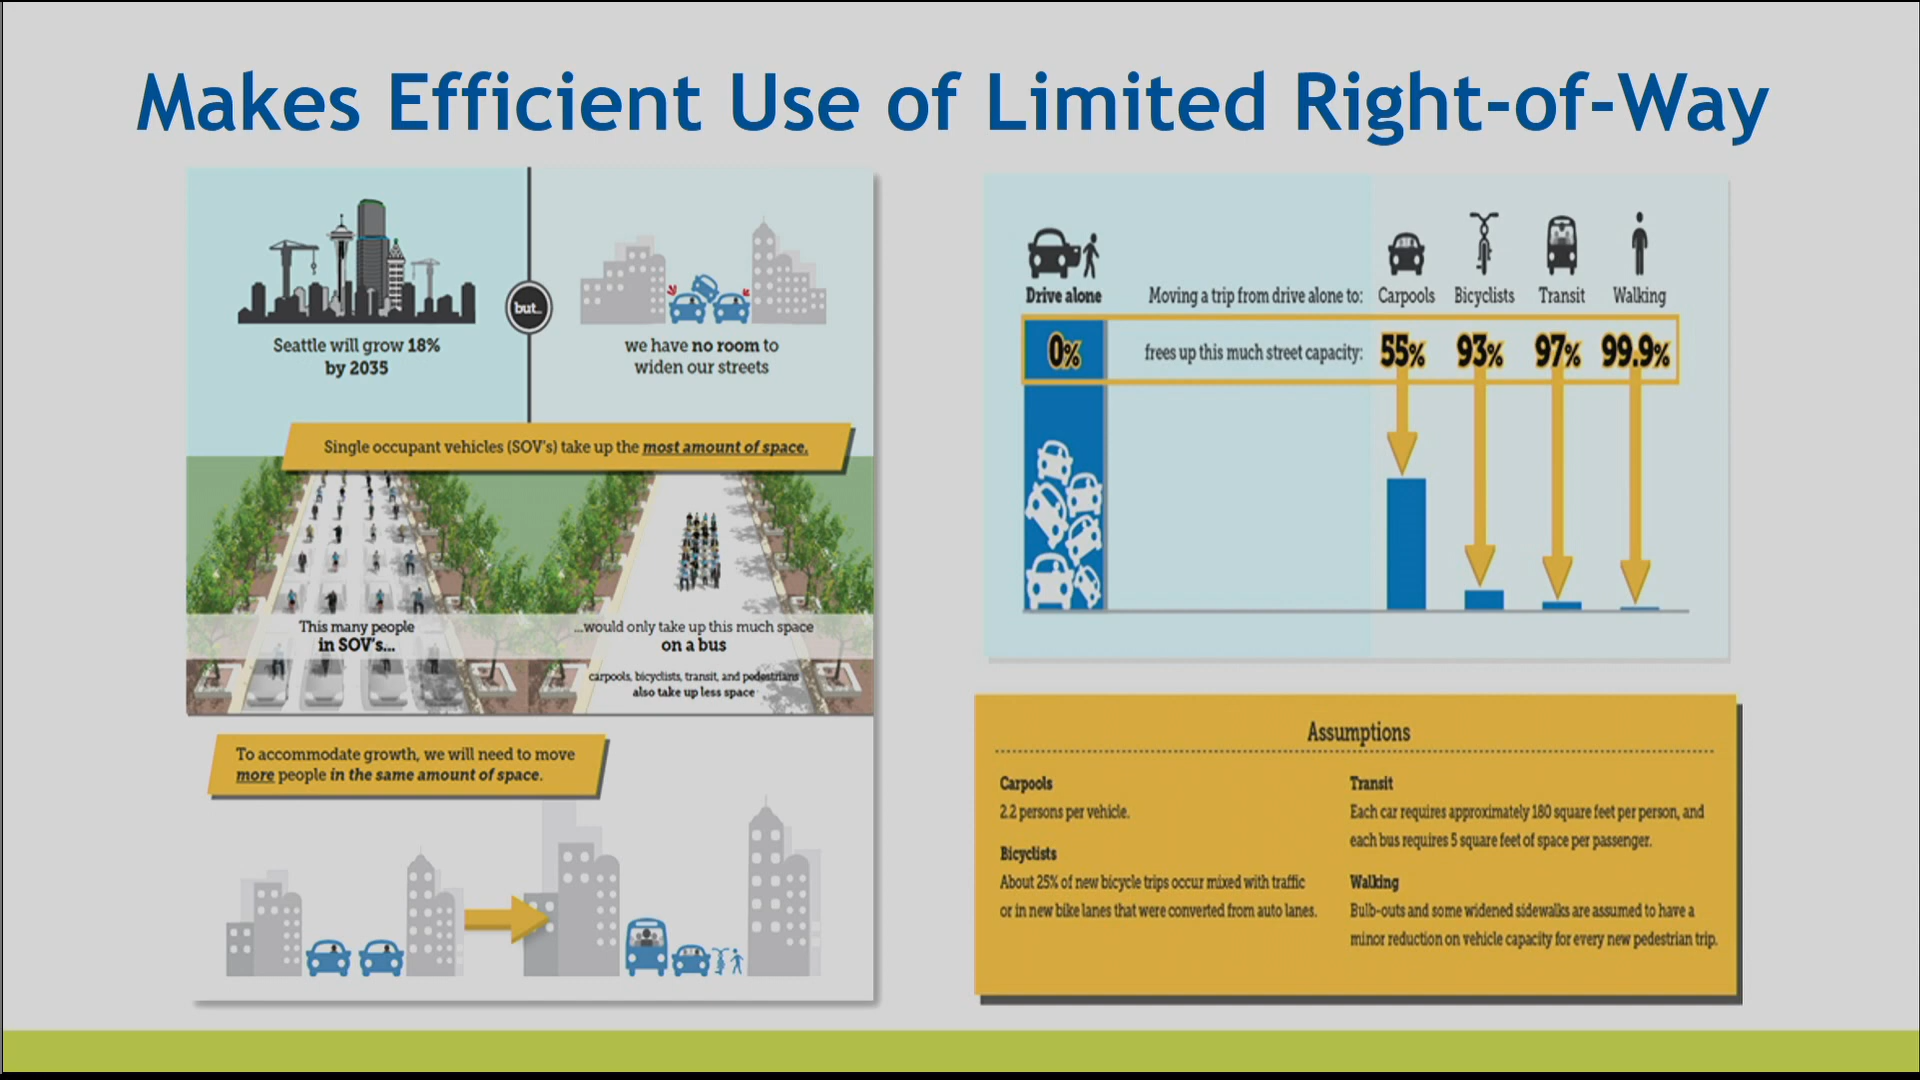 Makes Efficient Use of Limited Right-of-Way
Seattle will grow 18%
by 2035
but...
we have no room to
widen our streets
Single occupant vehicles (SOV's) take up the most amount of space.
This many people
in SOV's...
...would only take up this much space
on a bus
carpools, bicyclists, transit, and pedestrians
also take up less space
To accommodate growth, we will need to move
more people in the same amount of space.
Drive alone
Moving a trip from drive alone to:
Carpools
Bicyclists
Transit
Walking
0%
frees up this much street capacity:
55%
93%
97%
99.9%
Assumptions
Carpools
2.2 persons per vehicle.
Bicyclists
About 25% of new bicycle trips occur mixed with traffic
or in new bike lanes that were converted from auto lanes.
Transit
Each car requires approximately 180 square feet per person, and
each bus requires 5 square feet of space per passenger.
Walking
Bulb-outs and some widened sidewalks are assumed to have a
minor reduction on vehicle capacity for every new pedestrian trip.